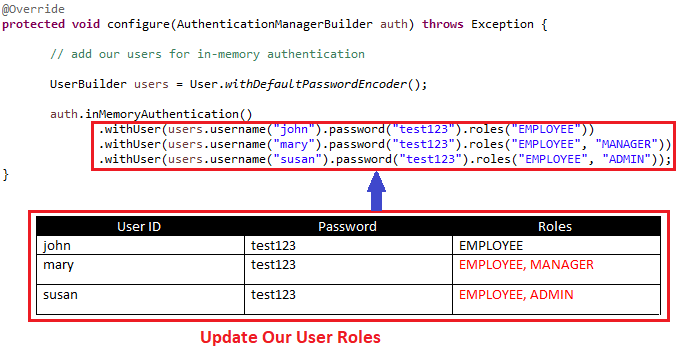 @Override
protected void configure(AuthenticationManagerBuilder auth) throws Exception {
// add our users for in-memory authentication
UserBuilder users = User.withDefaultPasswordEncoder();
auth.inMemoryAuthentication()
.withUser(users.username("john").password("test123").roles("EMPLOYEE"))
.withUser(users.username("mary").password("test123").roles("EMPLOYEE", "MANAGER"))
.withUser(users.username("susan").password("test123").roles("EMPLOYEE", "ADMIN"));
}
User ID Password Roles
john test123 EMPLOYEE
mary test123 EMPLOYEE, MANAGER
susan test123 EMPLOYEE, ADMIN
Update Our User Roles